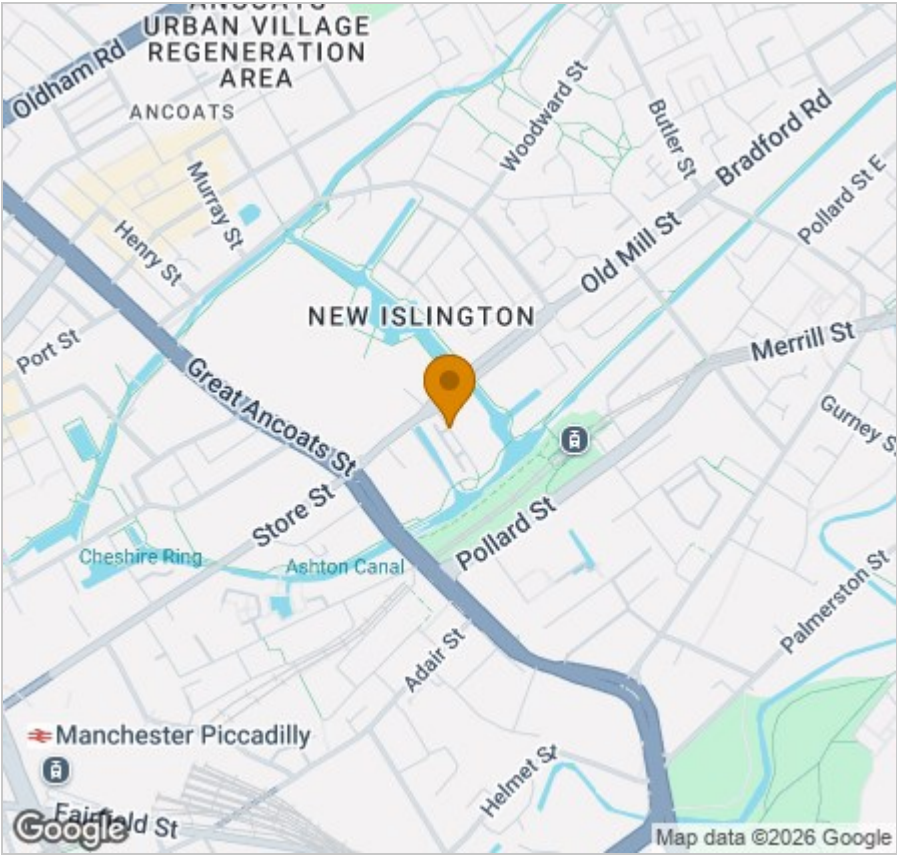 ANCOATS
URBAN VILLAGE
REGENERATION
AREA
Oldham Rd
ANCOATS
Woodward St
Butler St
Bradford Rd
Murray St
Pollard St E
Henry St
Old Mill St
NEW ISLINGTON
Port St
Merrill St
Great Ancoats St
Gurney S
Store St
Pollard St
Cheshire Ring
Ashton Canal
Palmerston St
Adair St
Manchester Piccadilly
Helmet St
Fairfield St
Google
Map data ©2026 Google